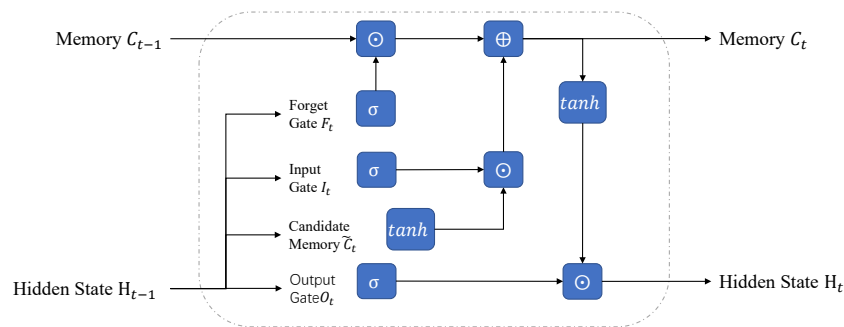 Memory C_{t−1}
⊙
⊕
Memory C_t
Forget
Gate F_t
σ
tanh
Input
Gate I_t
σ
⊙
Candidate
Memory C̃_t
tanh
Hidden State H_{t−1}
Output
GateO_t
σ
⊙
Hidden State H_t